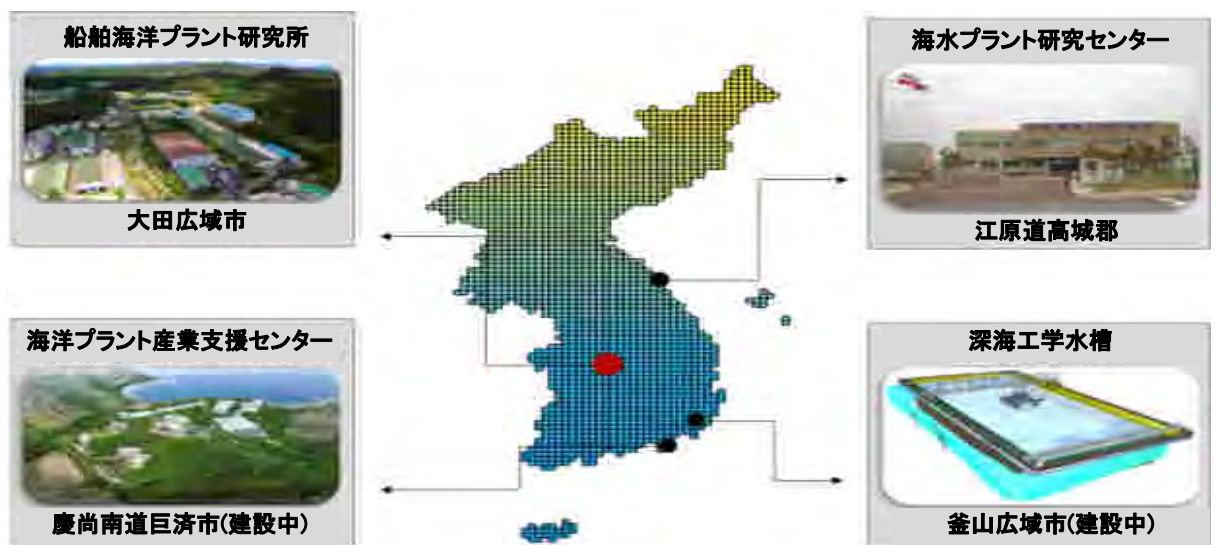 船舶海洋プラント研究所
大田広域市
海水プラント研究センター
江原道高城郡
海洋プラント産業支援センター
慶尚南道巨済市(建設中)
深海工学水槽
釜山広域市(建設中)